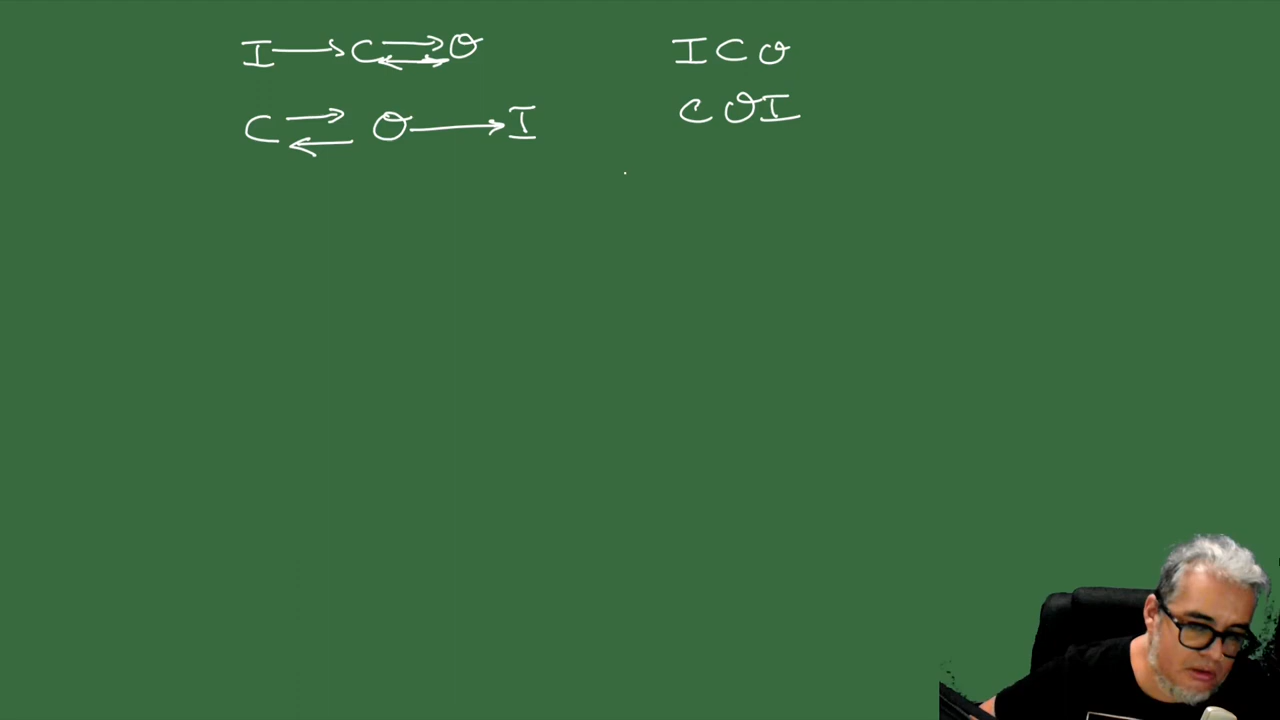 I → C ⇄ O ICO
C ⇄ O → I COI